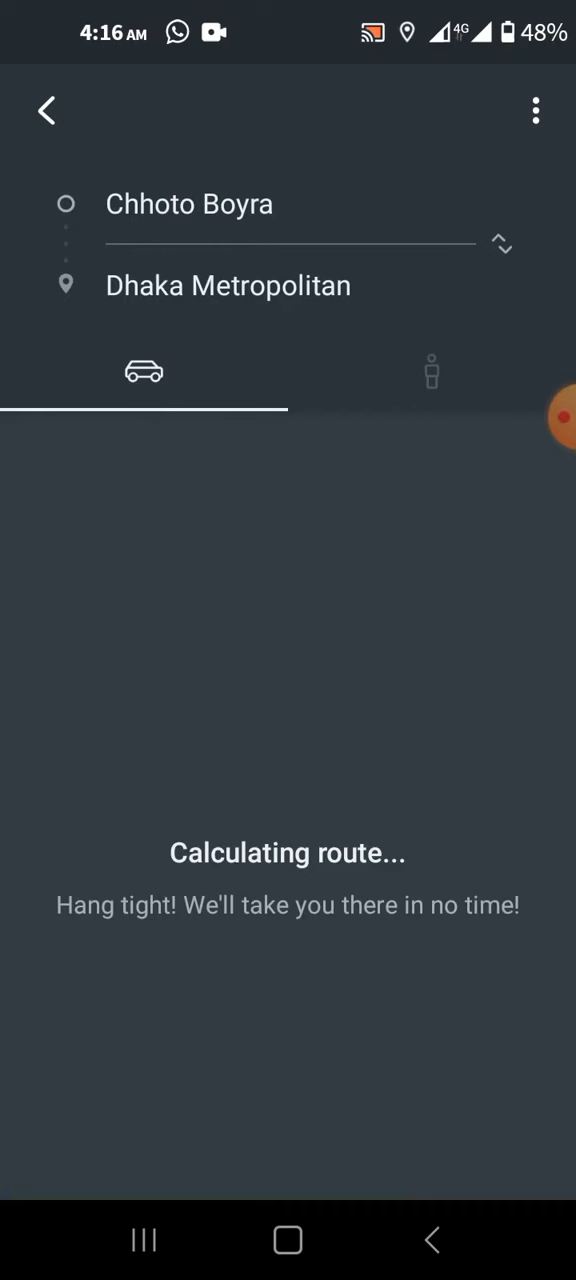 4:16 AM 4G 48%
Chhoto Boyra
Dhaka Metropolitan
Calculating route...
Hang tight! We'll take you there in no time!